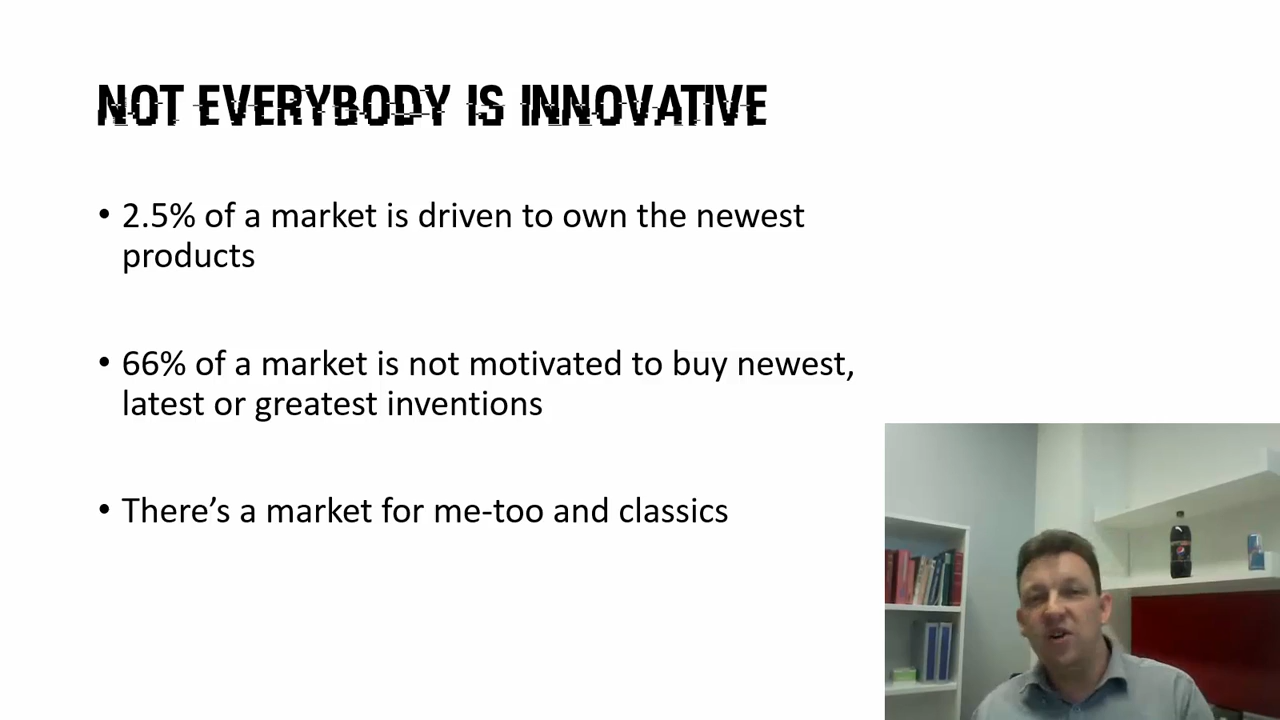 NOT EVERYBODY IS INNOVATIVE
• 2.5% of a market is driven to own the newest
products
• 66% of a market is not motivated to buy newest,
latest or greatest inventions
• There’s a market for me-too and classics